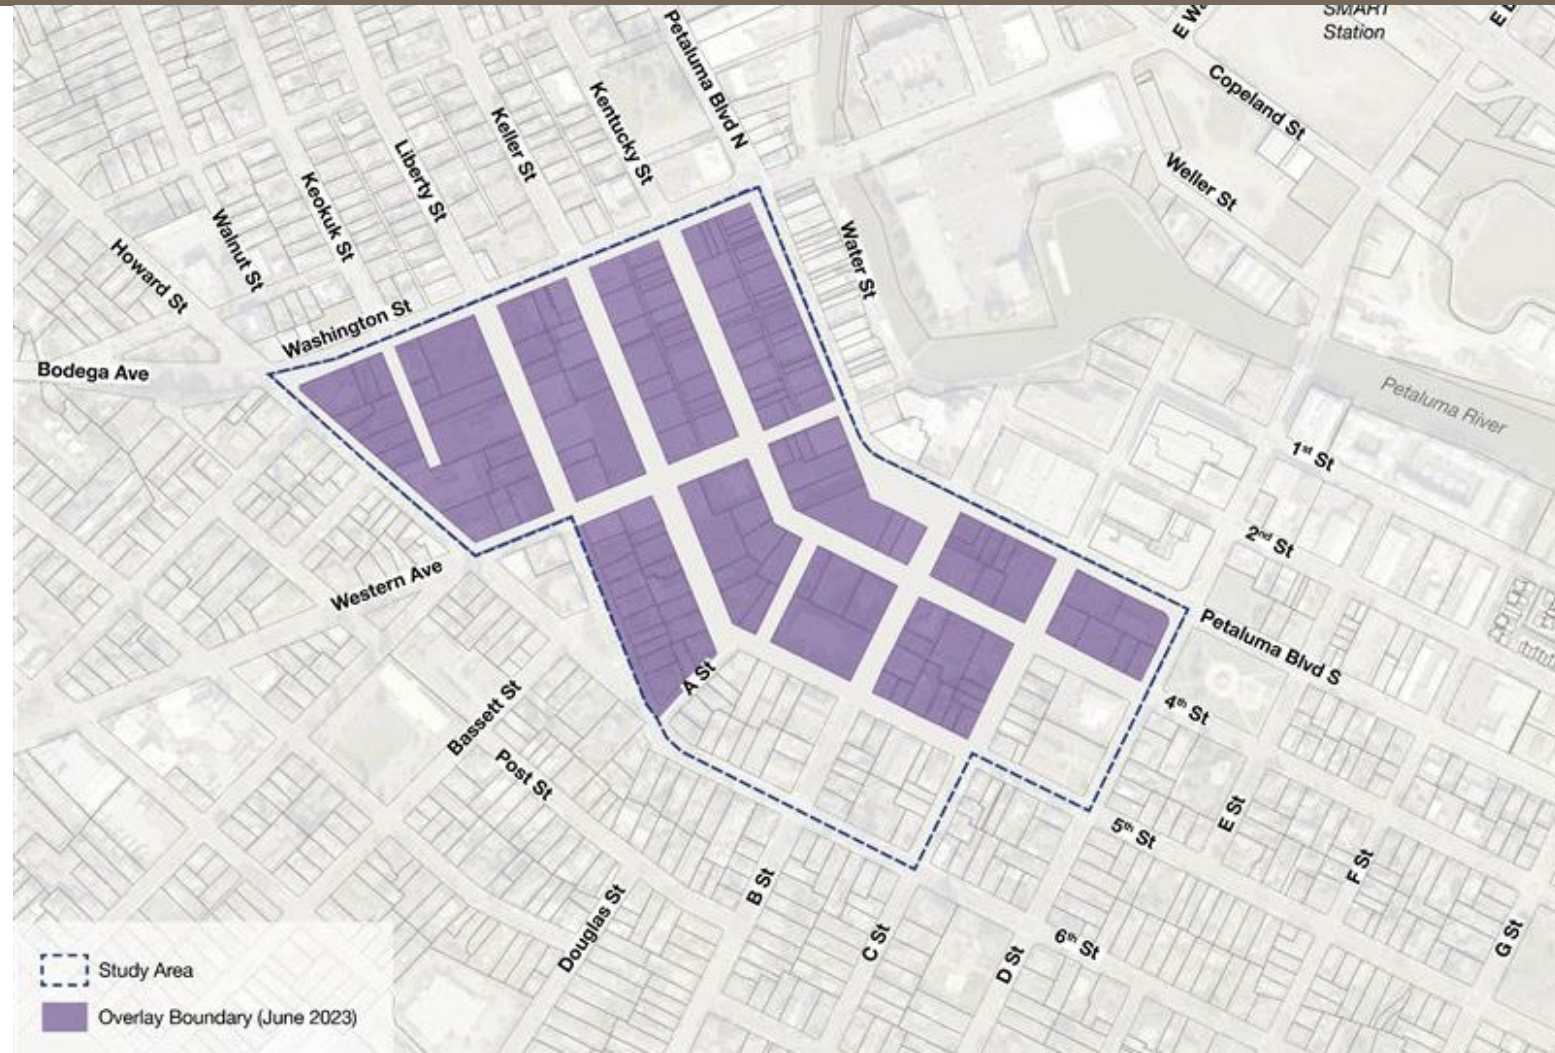 SMART
Station
E Wa
E D
Petaluma Blvd N
Copeland St
Kentucky St
Keller St
Liberty St
Weller St
Keokuk St
Walnut St
Howard St
Water St
Washington St
Bodega Ave
Petaluma River
1st St
2nd St
Western Ave
Petaluma Blvd S
A St
4th St
Bassett St
Post St
5th St
E St
F St
B St
Douglas St
C St
6th St
D St
G St
Study Area
Overlay Boundary (June 2023)